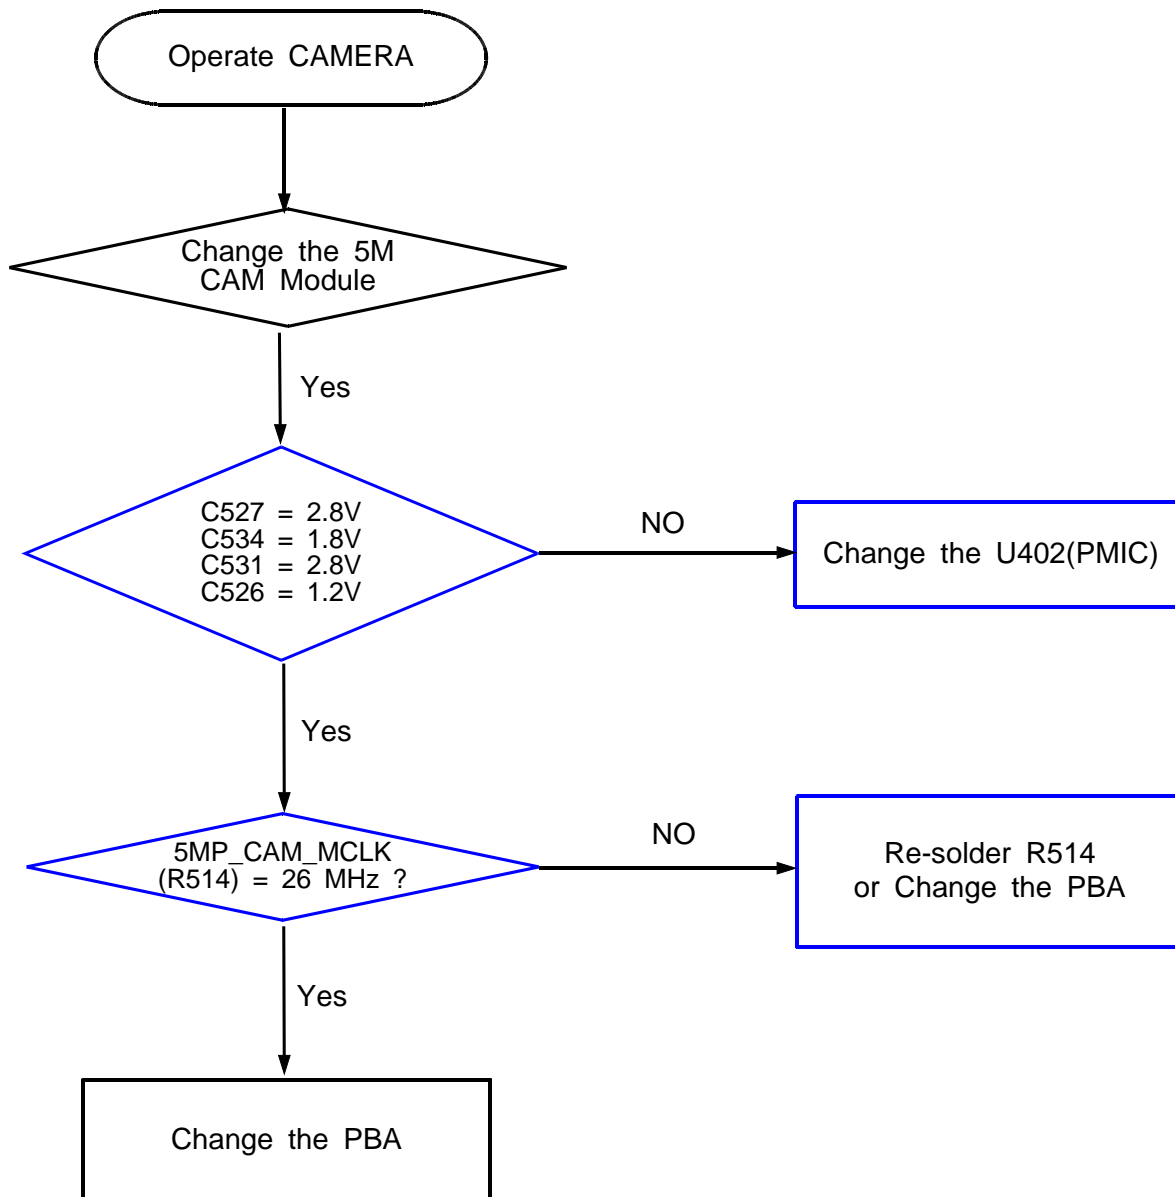 Operate CAMERA
Change the 5M
CAM Module
Yes
C527 = 2.8V
C534 = 1.8V
C531 = 2.8V
C526 = 1.2V
NO
Change the U402(PMIC)
Yes
5MP_CAM_MCLK
(R514) = 26 MHz ?
NO
Re-solder R514
or Change the PBA
Yes
Change the PBA